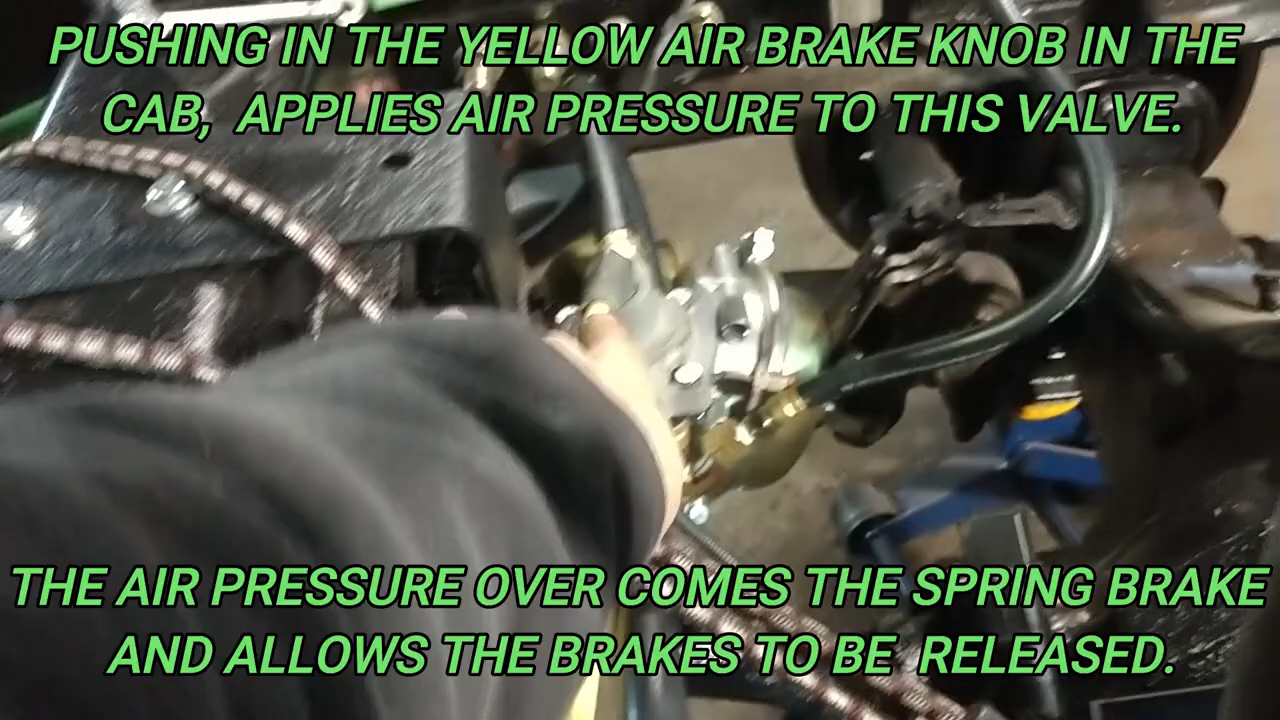 PUSHING IN THE YELLOW AIR BRAKE KNOB IN THE
CAB,  APPLIES AIR PRESSURE TO THIS VALVE.
THE AIR PRESSURE OVER COMES THE SPRING BRAKE
AND ALLOWS THE BRAKES TO BE  RELEASED.